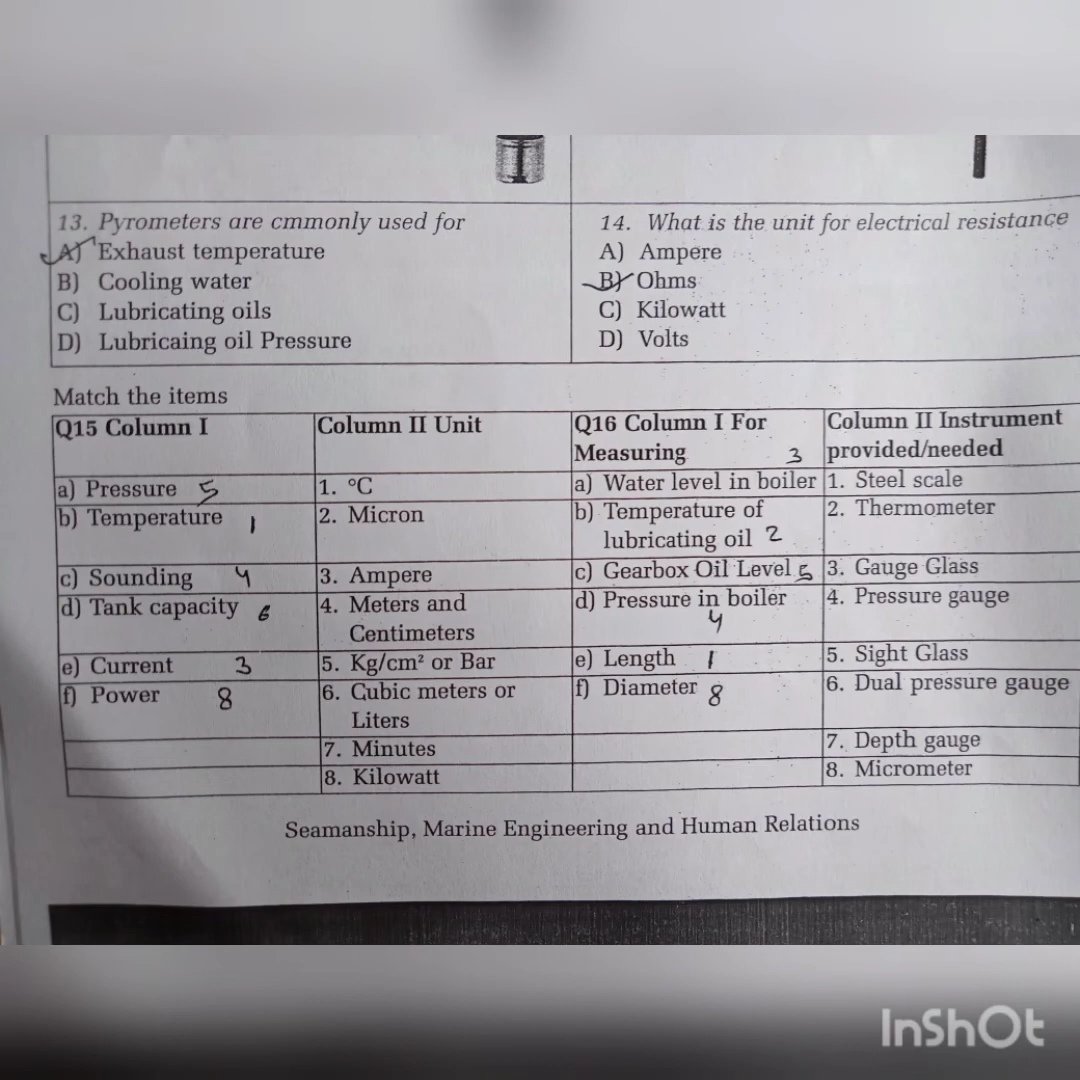 13. Pyrometers are cmmonly used for
A) Exhaust temperature
B) Cooling water
C) Lubricating oils
D) Lubricaing oil Pressure
14. What is the unit for electrical resistance
A) Ampere
B) Ohms
C) Kilowatt
D) Volts
Match the items
Q15 Column I
Column II Unit
a) Pressure 5
1. °C
b) Temperature 1
2. Micron
c) Sounding 4
3. Ampere
d) Tank capacity 6
4. Meters and
Centimeters
e) Current 3
5. Kg/cm² or Bar
f) Power 8
6. Cubic meters or
Liters
7. Minutes
8. Kilowatt
Q16 Column I For
Measuring 3
Column II Instrument
provided/needed
a) Water level in boiler
1. Steel scale
b) Temperature of
lubricating oil 2
2. Thermometer
c) Gearbox Oil Level 5
3. Gauge Glass
d) Pressure in boiler
4
4. Pressure gauge
e) Length 1
5. Sight Glass
f) Diameter 8
6. Dual pressure gauge
7. Depth gauge
8. Micrometer
Seamanship, Marine Engineering and Human Relations
InShOt